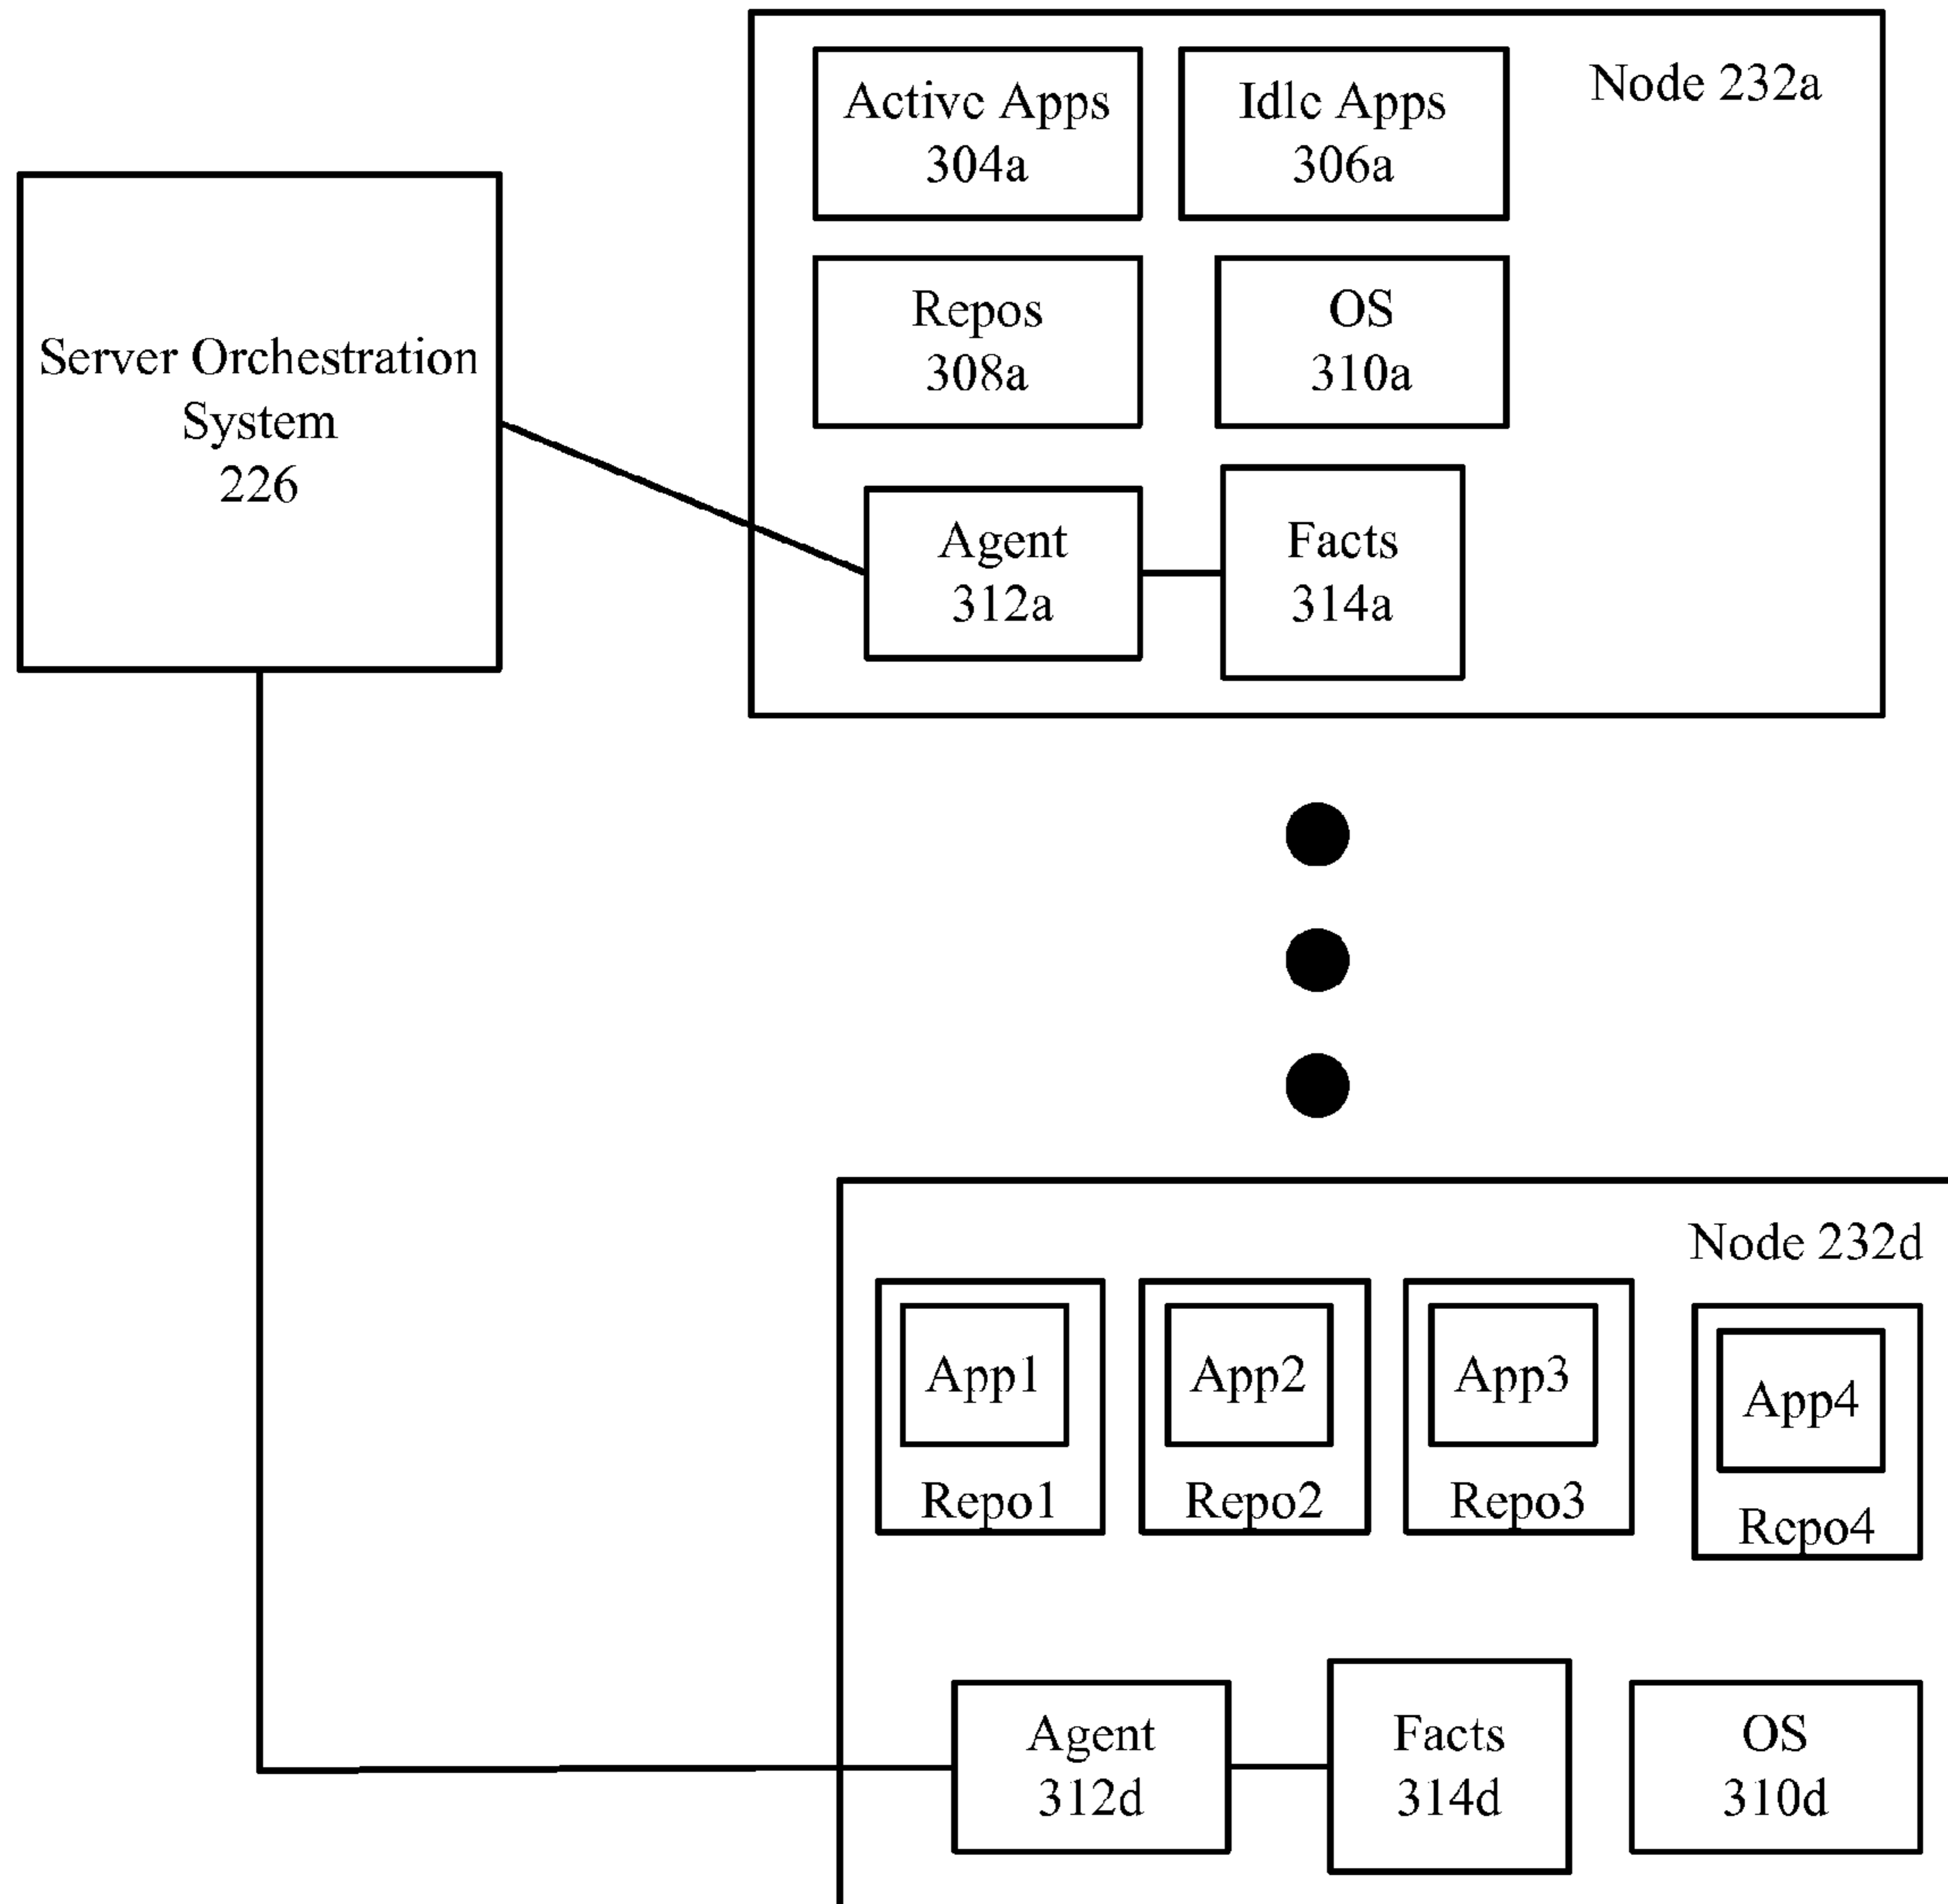 Node 232a
Active Apps
304a
Idle Apps
306a
Repos
308a
OS
310a
Server Orchestration
System
226
Agent
312a
Facts
314a
Node 232d
App1
Repo1
App2
Repo2
App3
Repo3
App4
Repo4
Agent
312d
Facts
314d
OS
310d